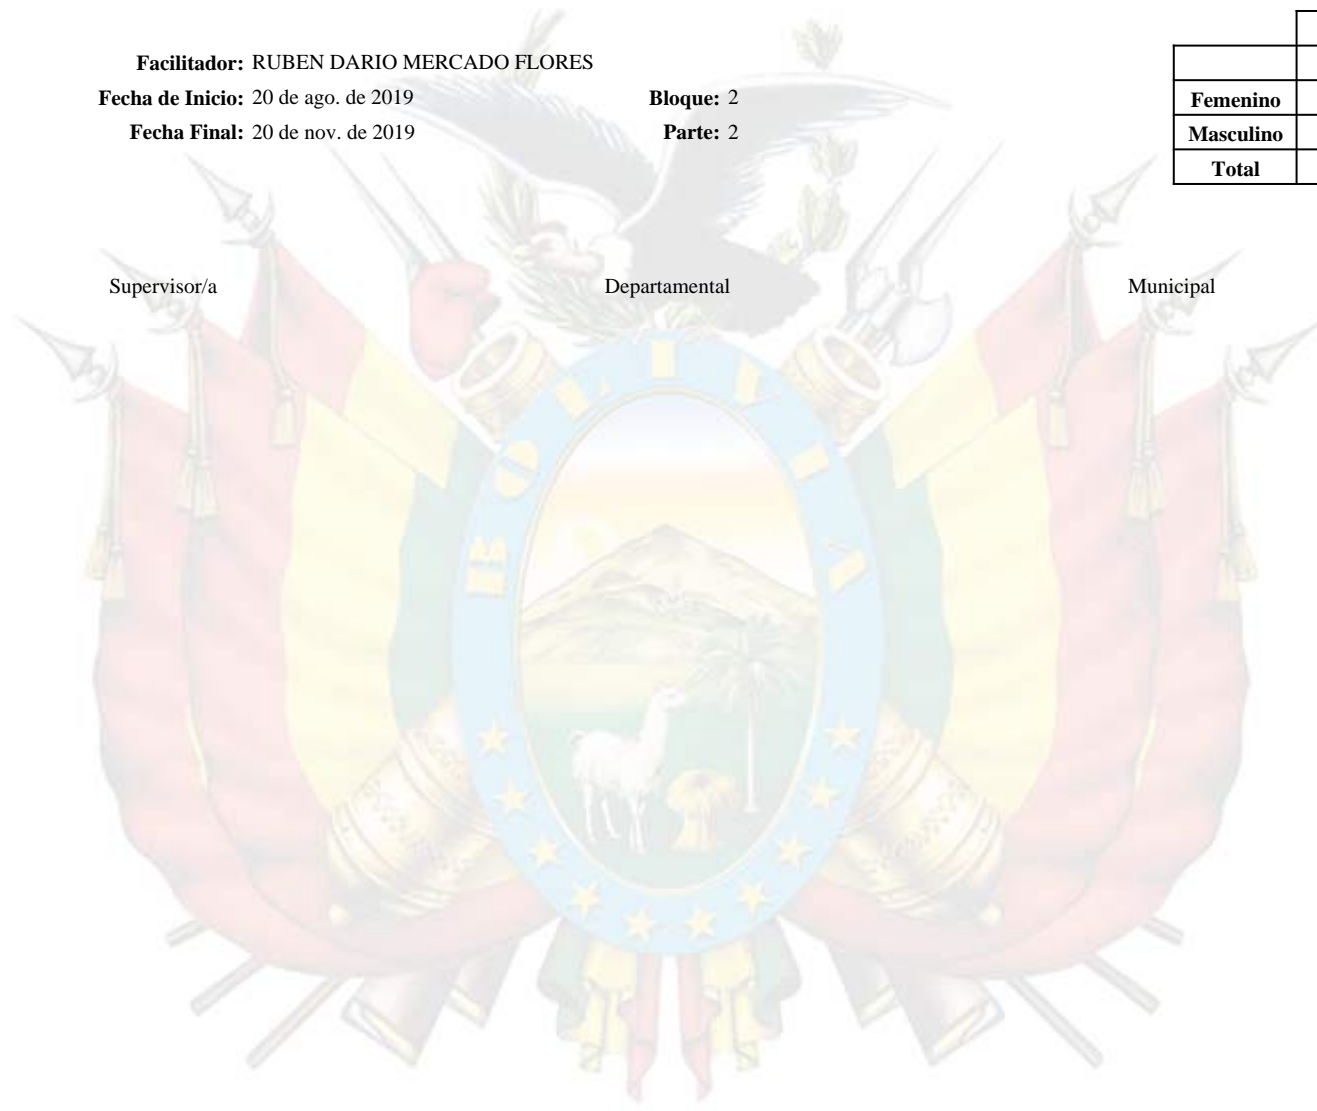 Facilitador: RUBEN DARIO MERCADO FLORES
Fecha de Inicio: 20 de ago. de 2019 Bloque: 2
Fecha Final: 20 de nov. de 2019 Parte: 2
Femenino
Masculino
Total
Supervisor/a Departamental Municipal
BOLIVIA